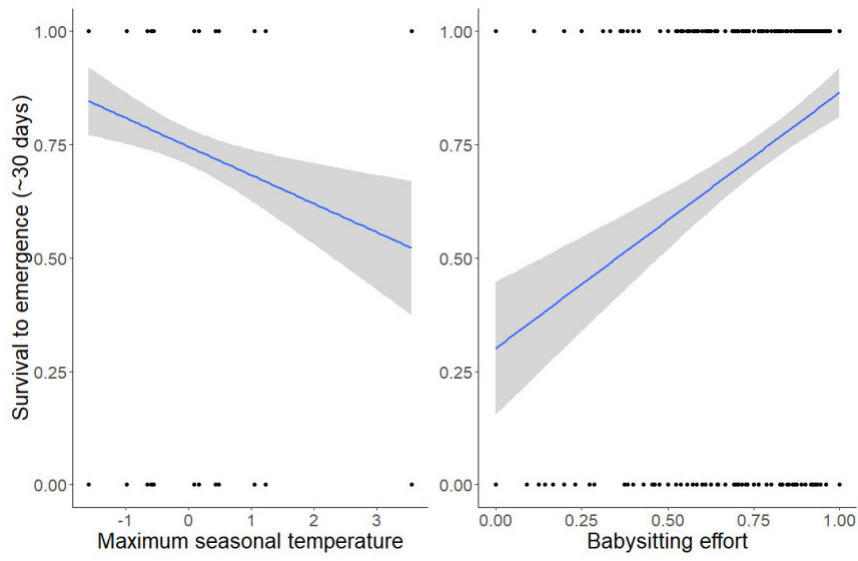 Survival to emergence (~30 days)
1.00
0.75
0.50
0.25
0.00
-1 0 1 2 3
Maximum seasonal temperature
1.00
0.75
0.50
0.25
0.00
0.00 0.25 0.50 0.75 1.00
Babysitting effort